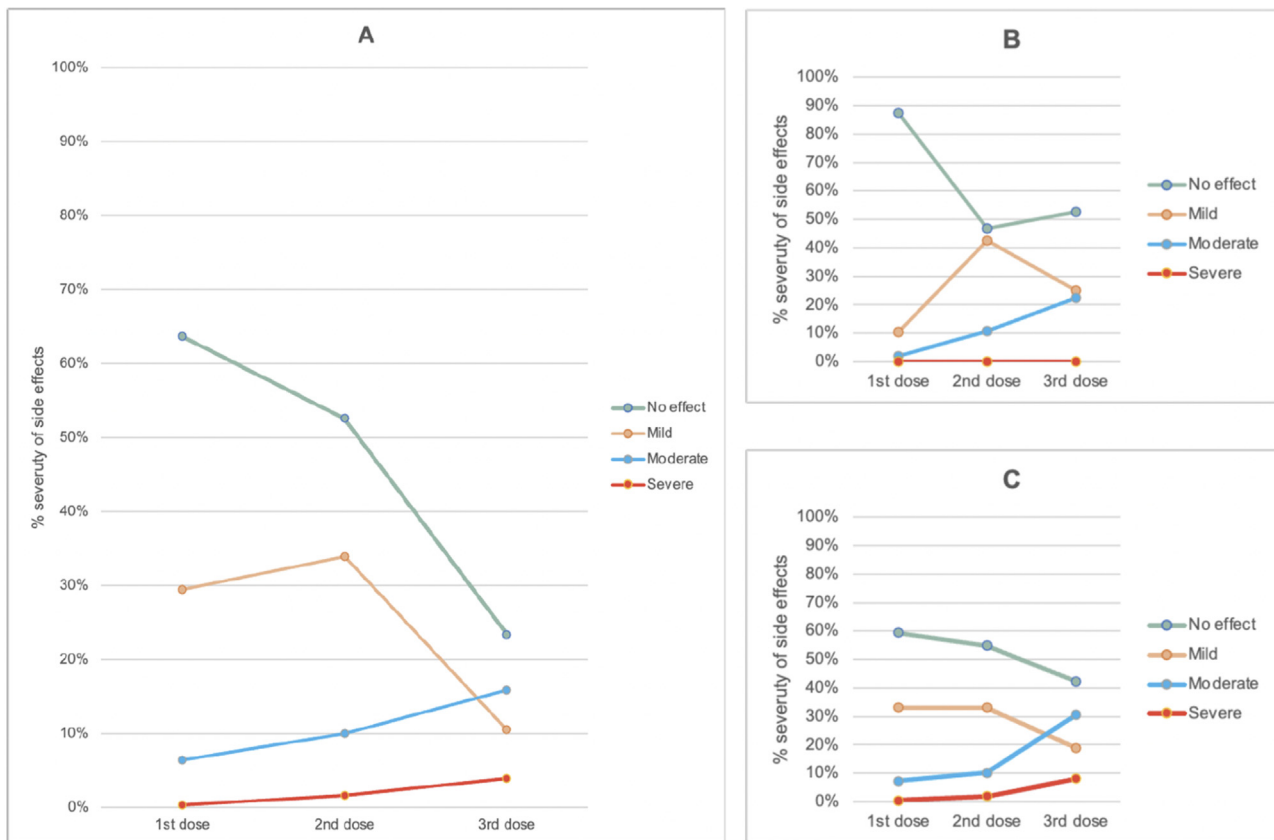 A
% severuty of side effects
100%
90%
80%
70%
60%
50%
40%
30%
20%
10%
0%
1st dose
2nd dose
3rd dose
No effect
Mild
Moderate
Severe
B
% severuty of side effects
100%
90%
80%
70%
60%
50%
40%
30%
20%
10%
0%
1st dose
2nd dose
3rd dose
No effect
Mild
Moderate
Severe
C
% severuty of side effects
100%
90%
80%
70%
60%
50%
40%
30%
20%
10%
0%
1st dose
2nd dose
3rd dose
No effect
Mild
Moderate
Severe